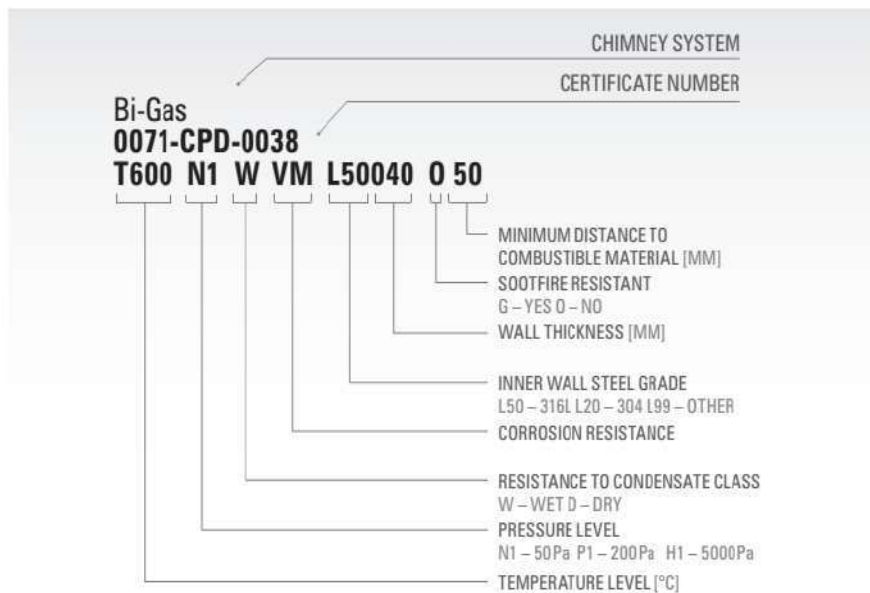 CHIMNEY SYSTEM
CERTIFICATE NUMBER
Bi-Gas
0071-CPD-0038
T600 N1 W VM L50040 O 50
MINIMUM DISTANCE TO
COMBUSTIBLE MATERIAL [MM]
SOOTFIRE RESISTANT
G – YES O – NO
WALL THICKNESS [MM]
INNER WALL STEEL GRADE
L50 – 316L L20 – 304 L99 – OTHER
CORROSION RESISTANCE
RESISTANCE TO CONDENSATE CLASS
W – WET D – DRY
PRESSURE LEVEL
N1 – 50Pa P1 – 200Pa H1 – 5000Pa
TEMPERATURE LEVEL [°C]